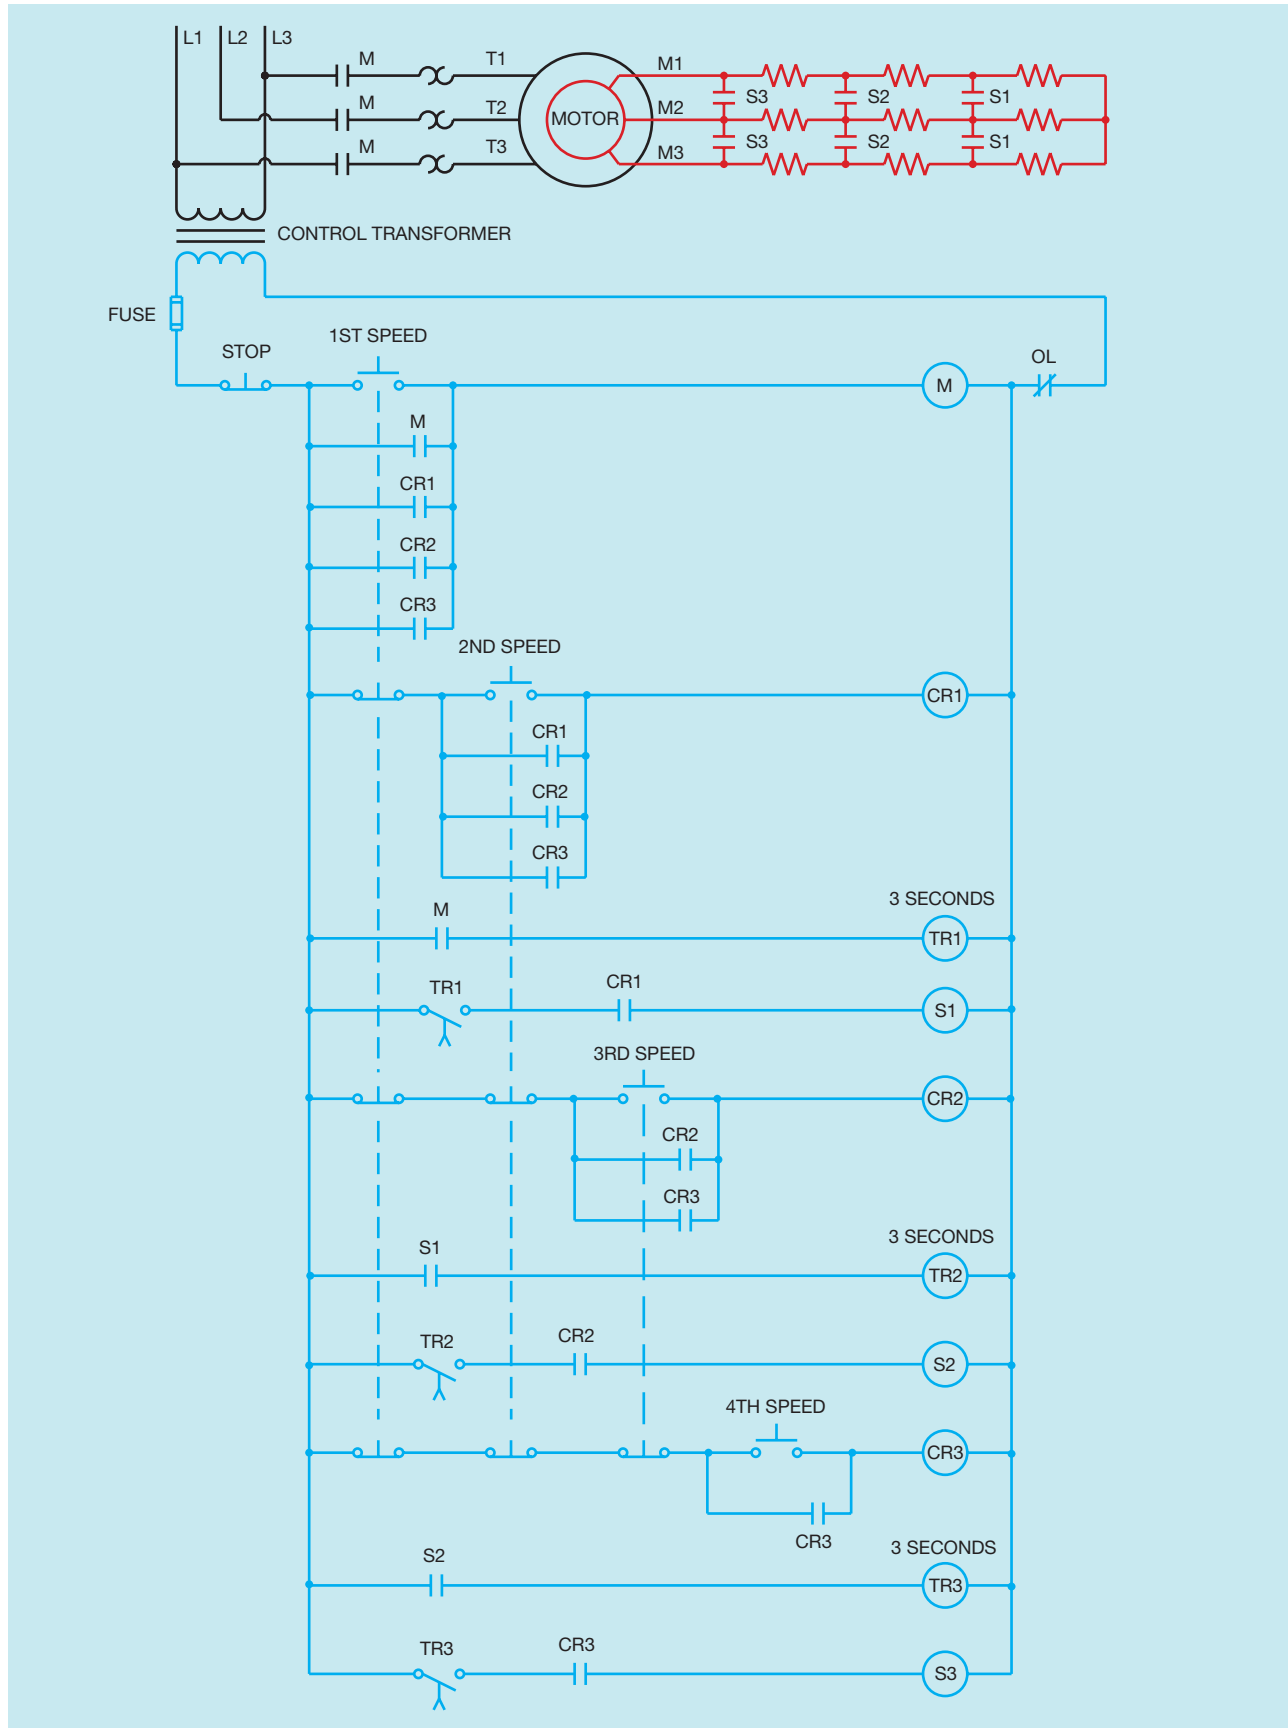 L1 L2 L3
M T1 M1
S3 S2 S1
M T2 MOTOR M2
S3 S2 S1
M T3 M3
CONTROL TRANSFORMER
FUSE
1ST SPEED
STOP OL
M
M
CR1
CR2
CR3
2ND SPEED
CR1
CR1
CR2
CR3
3 SECONDS
M
TR1
TR1 CR1
S1
3RD SPEED
CR2
CR2
CR3
3 SECONDS
S1
TR2
TR2 CR2
S2
4TH SPEED
CR3
CR3
3 SECONDS
S2
TR3
TR3 CR3
S3